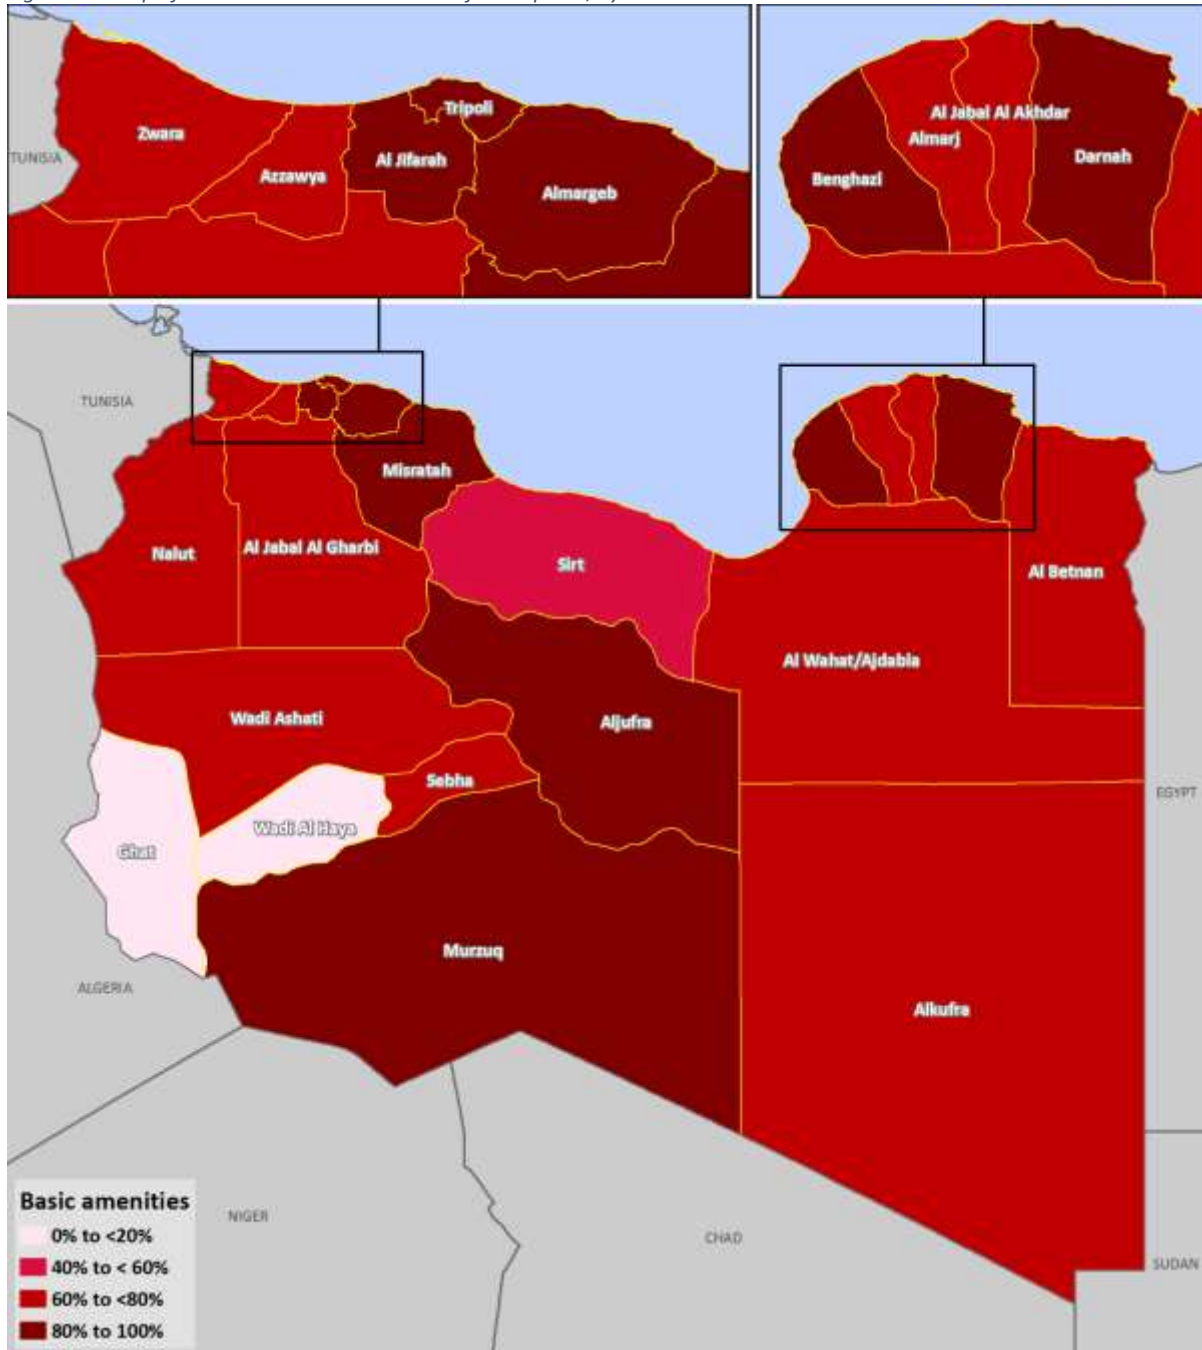 Zwara
TUNISIA
Azzawya
Al Jifarah
Tripoli
Almargeb
Al Jabal Al Akhdar
Almarj
Darnah
Benghazi
TUNISIA
Misratah
Nalut
Al Jabal Al Gharbi
Sirt
Al Betnan
Al Wahat/Ajdabia
Wadi Ashati
Aljufra
Sebha
EGYPT
Wadi Al Haya
Ghat
Murzuq
ALGERIA
Alkufra
NIGER
CHAD
SUDAN
Basic amenities
0% to <20%
40% to < 60%
60% to <80%
80% to 100%